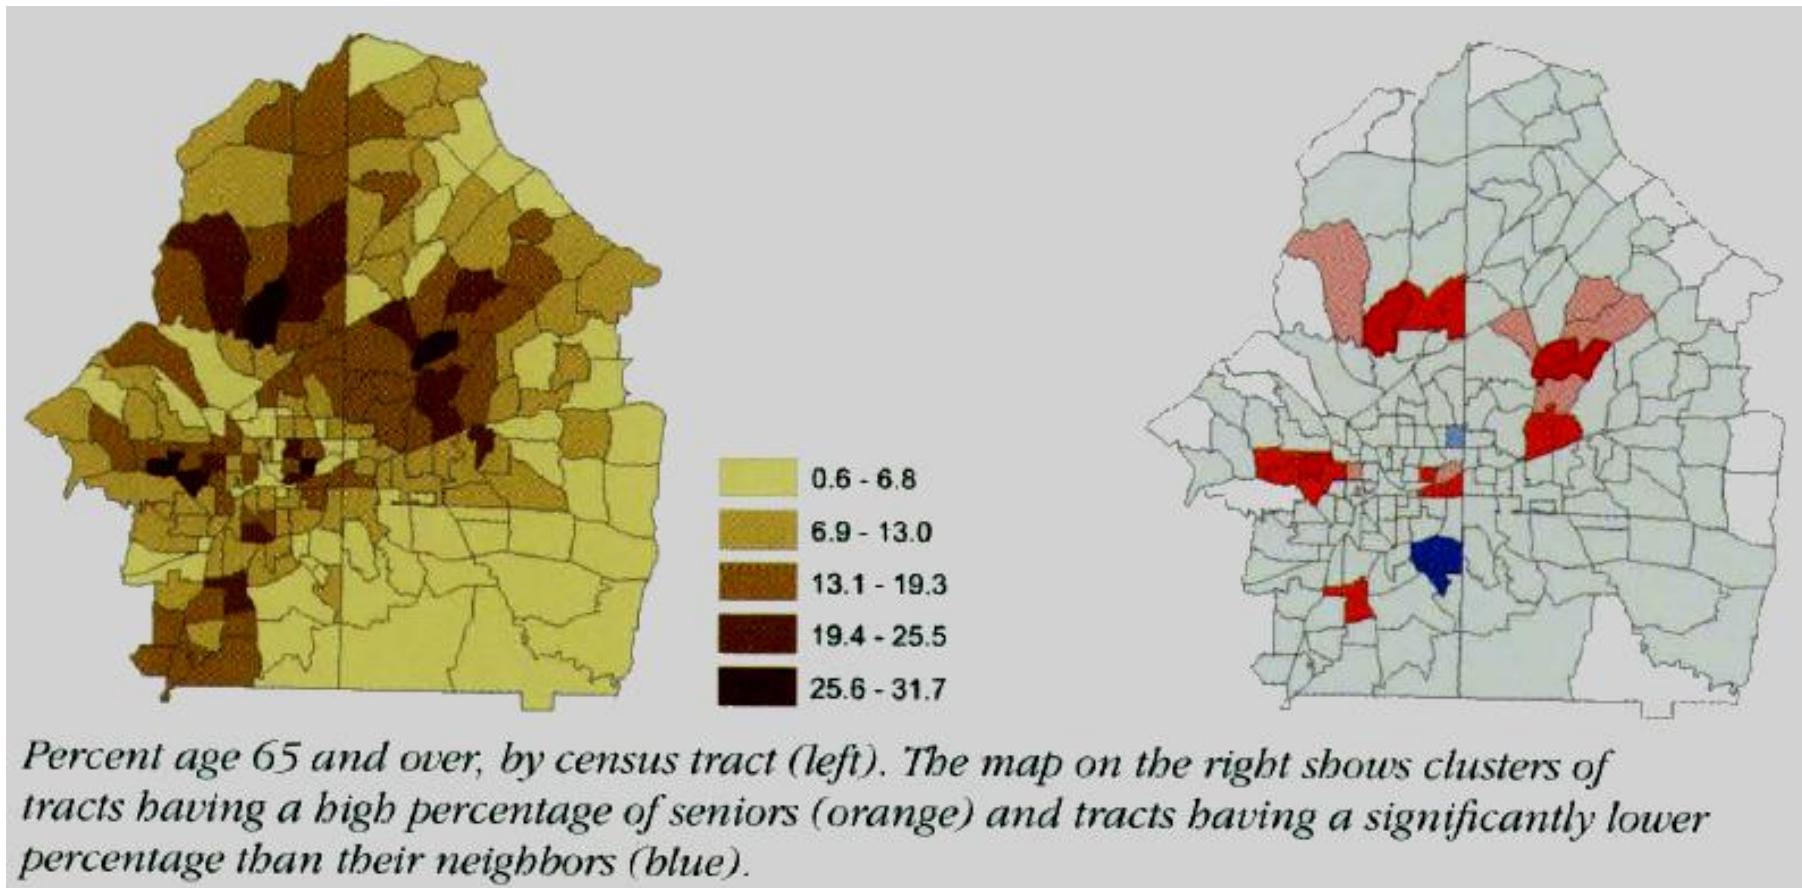 0.6 - 6.8
6.9 - 13.0
13.1 - 19.3
19.4 - 25.5
25.6 - 31.7
Percent age 65 and over, by census tract (left). The map on the right shows clusters of
tracts having a high percentage of seniors (orange) and tracts having a significantly lower
percentage than their neighbors (blue).